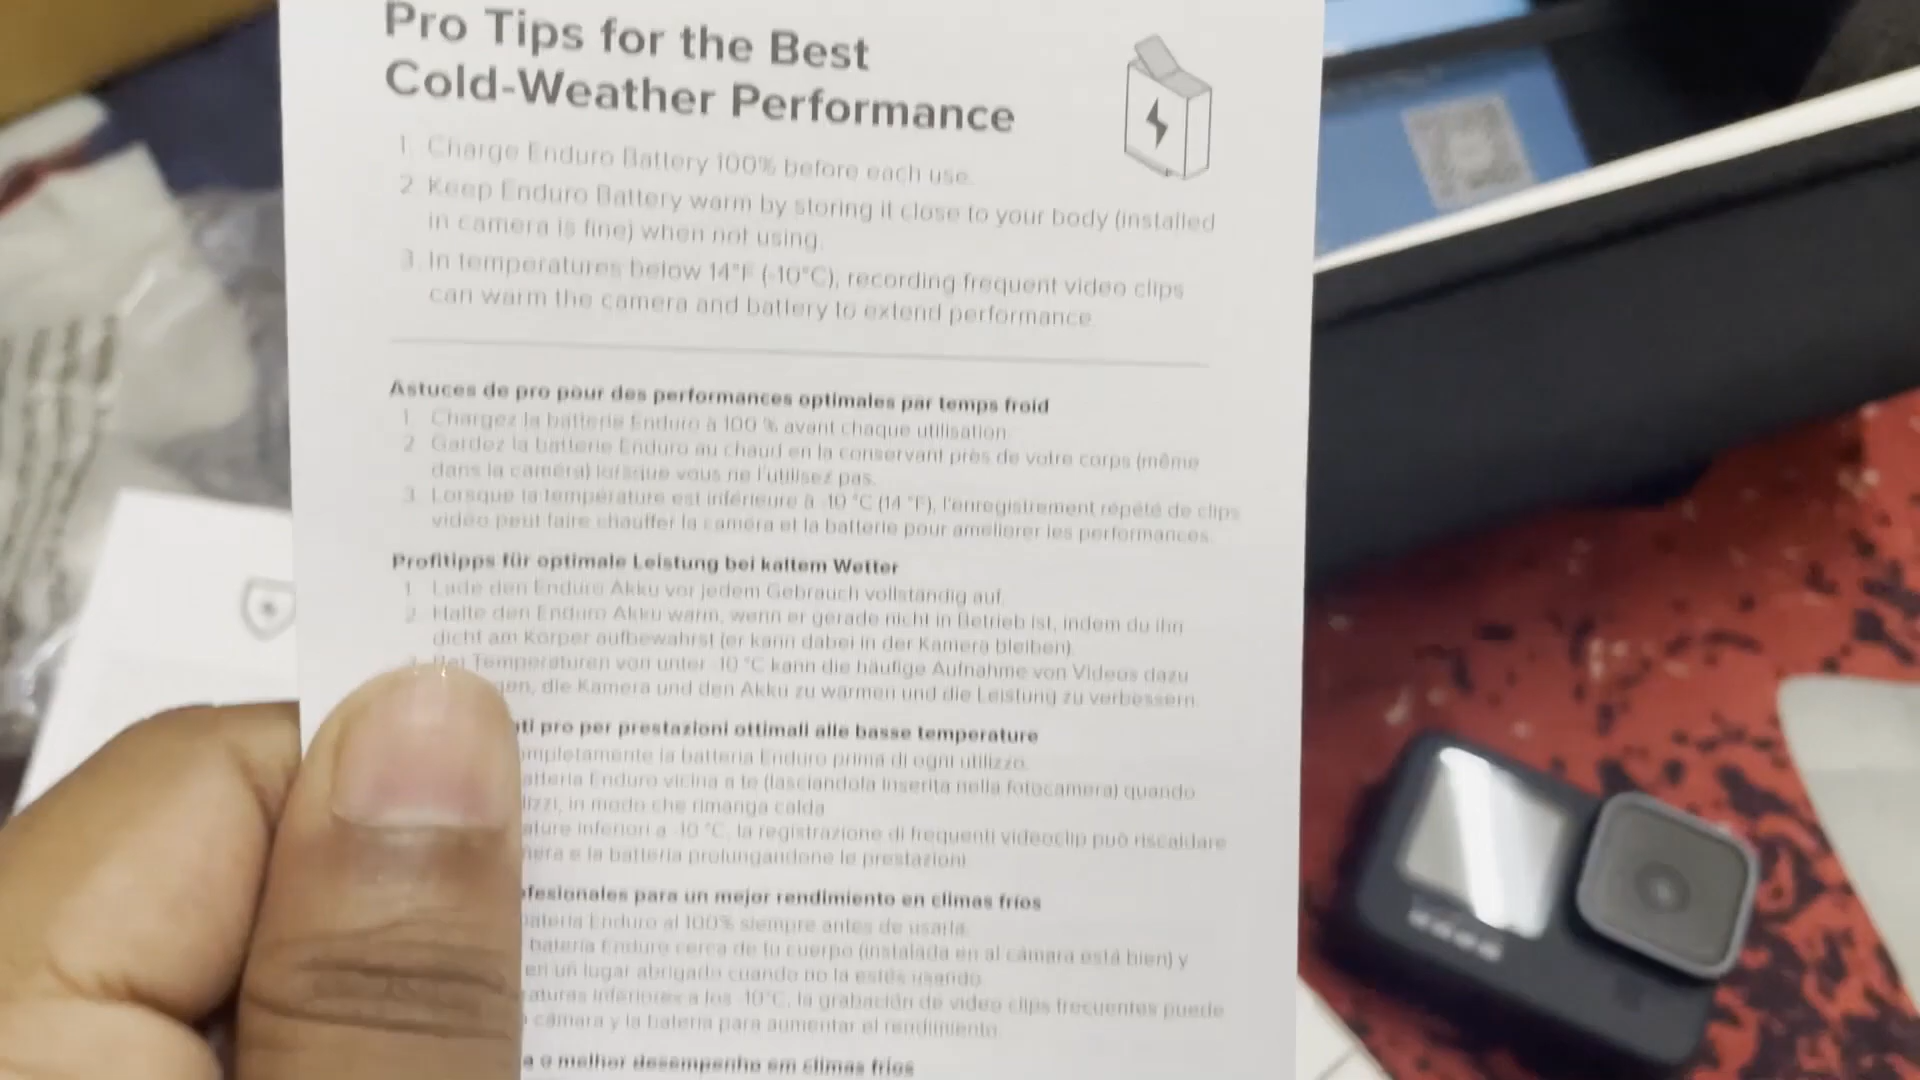 Pro Tips for the Best
Cold-Weather Performance
1. Charge Enduro Battery 100% before each use.
2. Keep Enduro Battery warm by storing it close to your body (installed
in camera is fine) when not using.
3. In temperatures below 14°F (-10°C), recording frequent video clips
can warm the camera and battery to extend performance.
Astuces de pro pour des performances optimales par temps froid
1. Chargez la batterie Enduro à 100 % avant chaque utilisation.
2. Gardez la batterie Enduro au chaud en la conservant près de votre corps (même
dans la caméra) lorsque vous ne l'utilisez pas.
3. Lorsque la température est inférieure à -10 °C (14 °F), l'enregistrement répété de clips
vidéo peut faire chauffer la caméra et la batterie pour améliorer les performances.
Profitipps für optimale Leistung bei kaltem Wetter
1. Lade den Enduro Akku vor jedem Gebrauch vollständig auf.
2. Halte den Enduro Akku warm, wenn er gerade nicht in Betrieb ist, indem du ihn
dicht am Körper aufbewahrst (er kann dabei in der Kamera bleiben).
Temperaturen von unter -10 °C kann die häufige Aufnahme von Videos dazu
gen, die Kamera und den Akku zu wärmen und die Leistung zu verbessern.
ti pro per prestazioni ottimali alle basse temperature
mpletamente la batteria Enduro prima di ogni utilizzo.
atteria Enduro vicina a te (lasciandola inserita nella fotocamera) quando
lizzi, in modo che rimanga calda.
ature inferiori a -10 °C, la registrazione di frequenti videoclip può riscaldare
mera e la batteria prolungandone le prestazioni.
fesionales para un mejor rendimiento en climas fríos
batería Enduro al 100% siempre antes de usarla.
batería Enduro cerca de tu cuerpo (instalada en al cámara está bien) y
en un lugar abrigado cuando no la estés usando.
raturas inferiores a los -10°C, la grabación de video clips frecuentes puede
cámara y la batería para aumentar el rendimiento.
a o melhor desempenho em climas frios